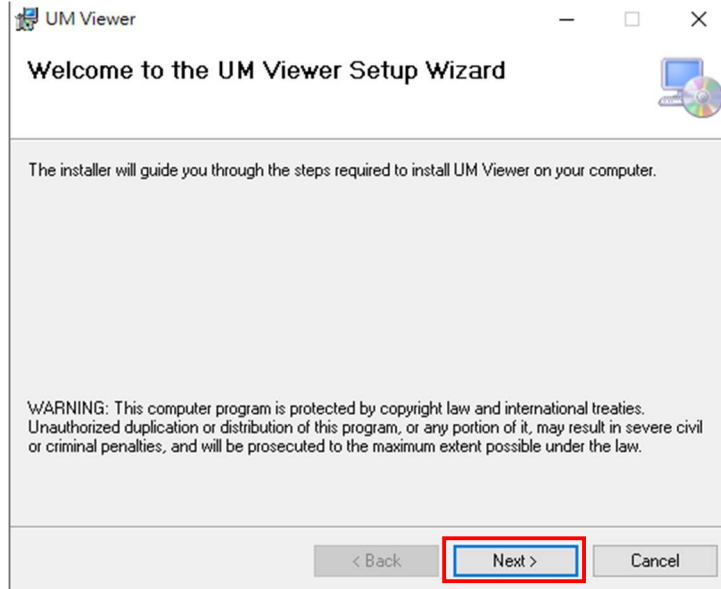 UM Viewer
Welcome to the UM Viewer Setup Wizard
The installer will guide you through the steps required to install UM Viewer on your computer.
WARNING: This computer program is protected by copyright law and international treaties.
Unauthorized duplication or distribution of this program, or any portion of it, may result in severe civil
or criminal penalties, and will be prosecuted to the maximum extent possible under the law.
< Back Next > Cancel